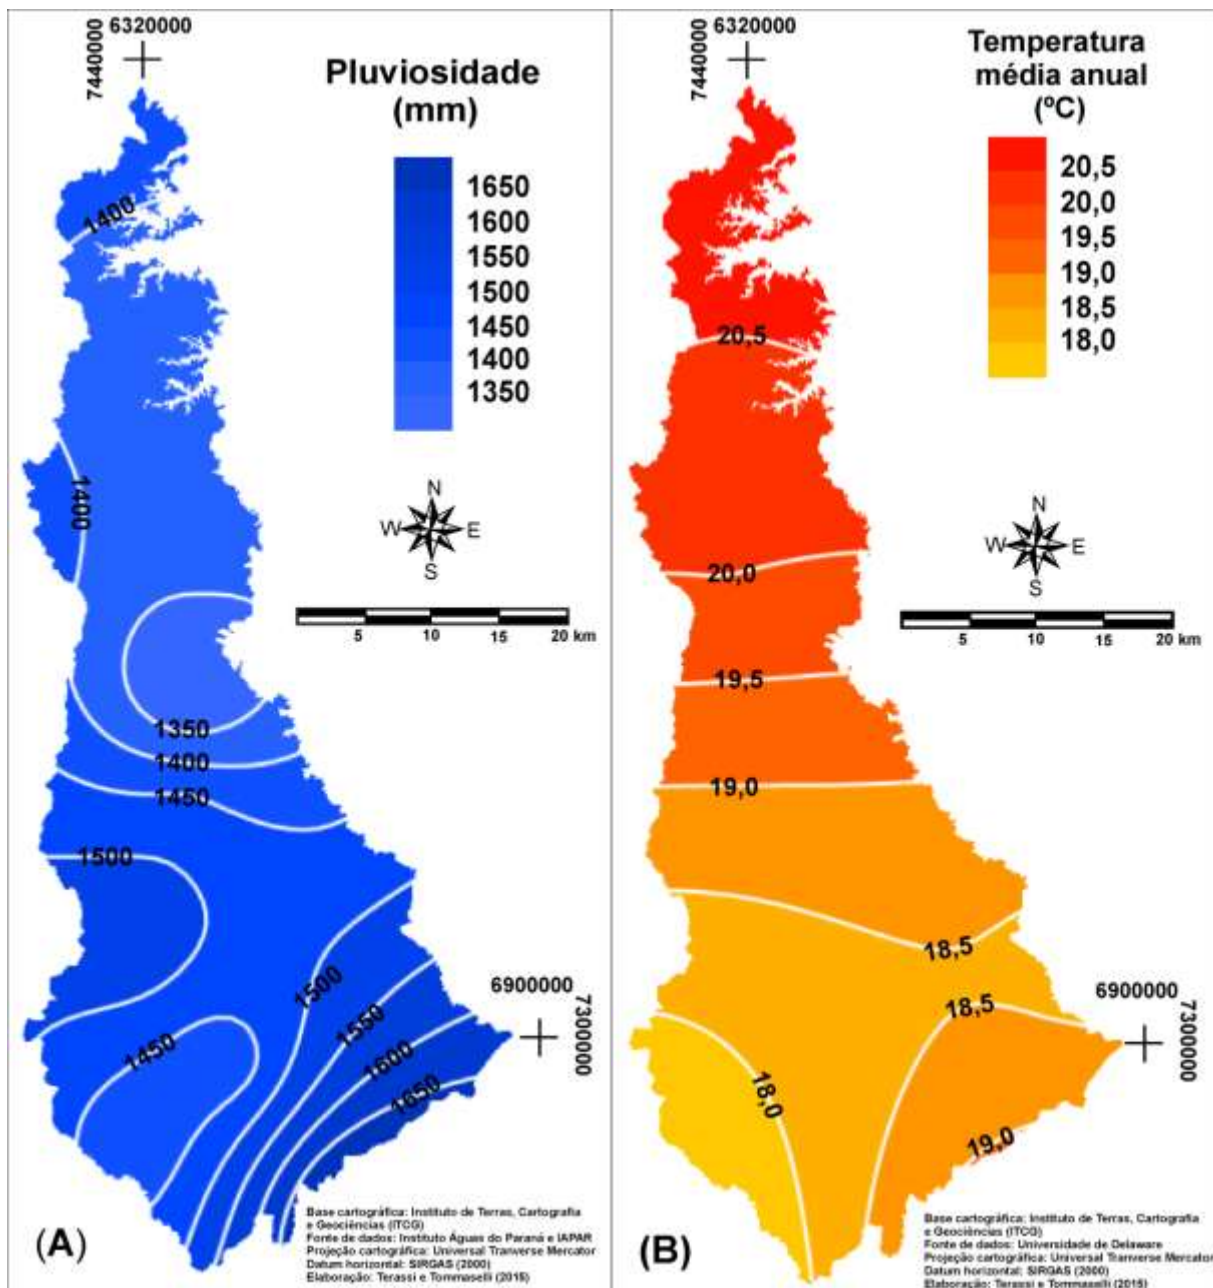 6320000
7440000
Pluviosidade
(mm)
1650
1600
1550
1500
1450
1400
1350
1400
1400
N
W
E
S
5
10
15
20 km
1350
1400
1450
1500
1500
1550
1600
1650
1450
6900000
7300000
(A)
Base cartográfica: Instituto de Terras, Cartografia
e Geociências (ITCG)
Fonte de dados: Instituto Águas do Paraná e IAPAR
Projeção cartográfica: Universal Tranverse Mercator
Datum horizontal: SIRGAS (2000)
Elaboração: Terassi e Tommaselli (2015)
6320000
7440000
Temperatura
média anual
(ºC)
20,5
20,0
19,5
19,0
18,5
18,0
20,5
N
W
E
S
5
10
15
20 km
20,0
19,5
19,0
18,5
18,5
18,0
19,0
6900000
7300000
(B)
Base cartográfica: Instituto de Terras, Cartografia
e Geociências (ITCG)
Fonte de dados: Universidade de Delaware
Projeção cartográfica: Universal Tranverse Mercator
Datum horizontal: SIRGAS (2000)
Elaboração: Terassi e Tommaselli (2015)